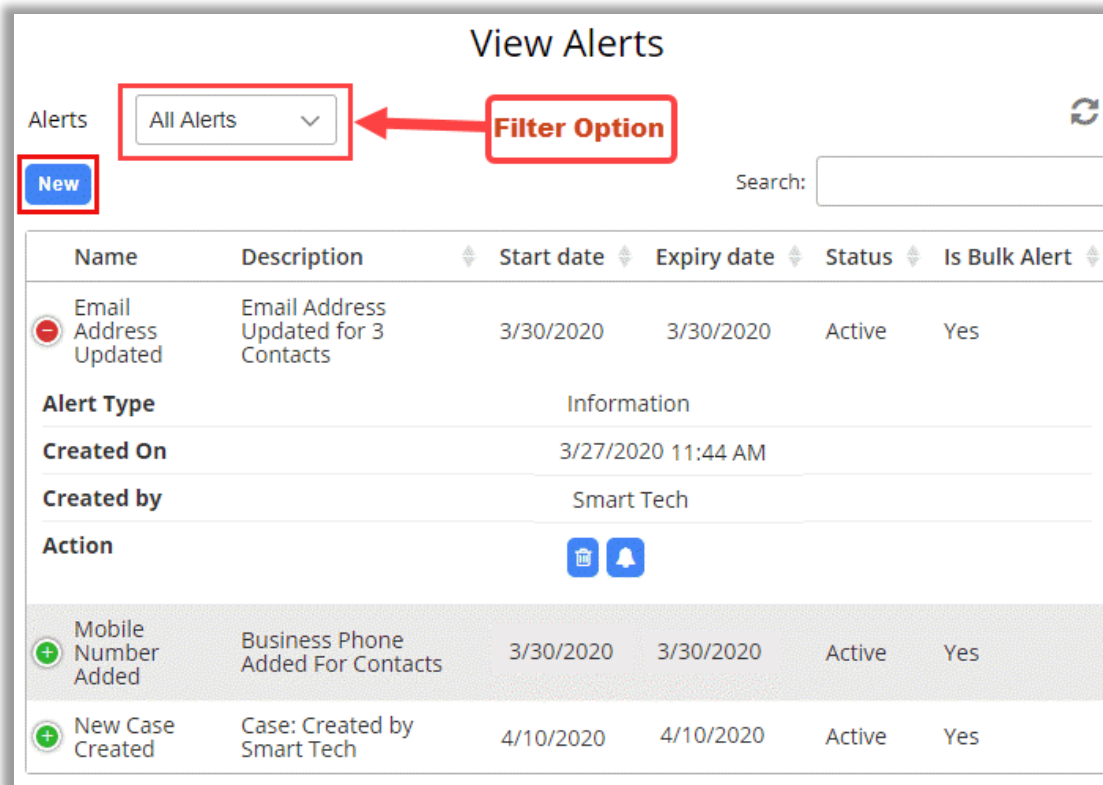 View Alerts
Alerts All Alerts Filter Option
New Search:
Name Description Start date Expiry date Status Is Bulk Alert
Email
Address
Updated
Email Address
Updated for 3
Contacts
3/30/2020 3/30/2020 Active Yes
Alert Type Information
Created On 3/27/2020 11:44 AM
Created by Smart Tech
Action
Mobile
Number
Added
Business Phone
Added For Contacts
3/30/2020 3/30/2020 Active Yes
New Case
Created
Case: Created by
Smart Tech
4/10/2020 4/10/2020 Active Yes